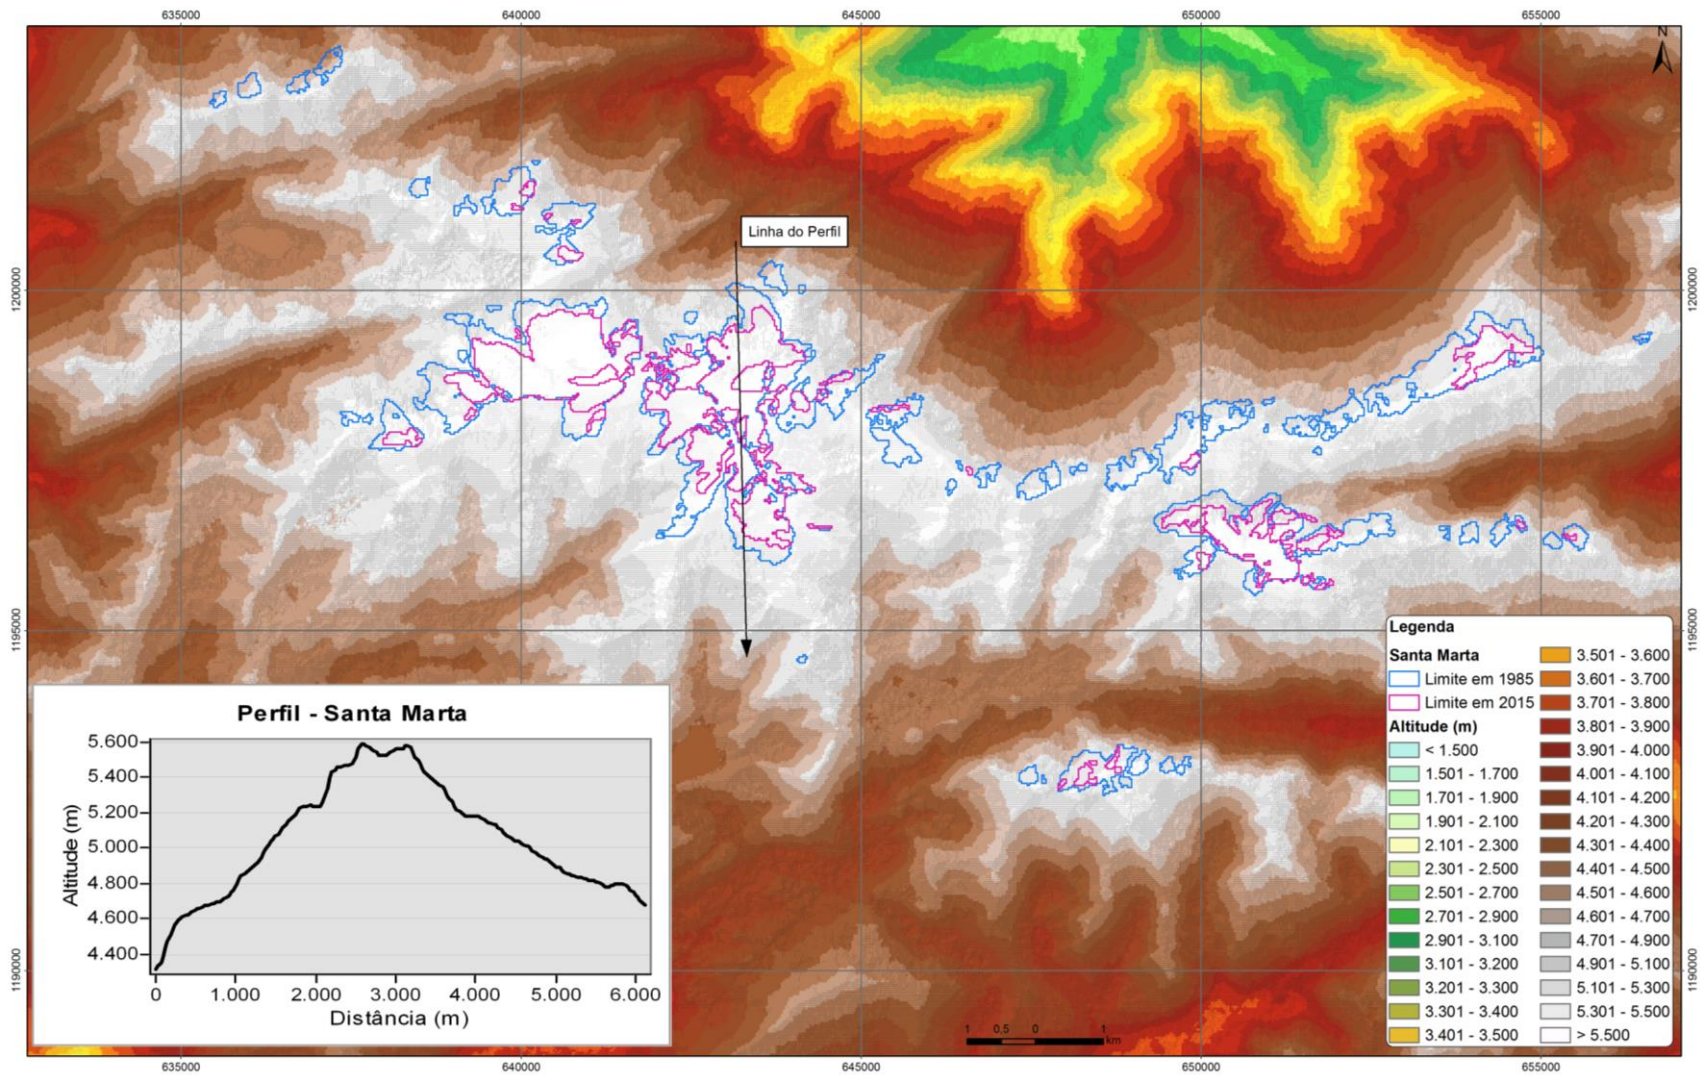 635000 640000 645000 650000 655000
N
Linha do Perfil
1200000 1200000
1195000 1195000
1190000 1190000
Legenda
Santa Marta
Limite em 1985
Limite em 2015
Altitude (m)
< 1.500
1.501 - 1.700
1.701 - 1.900
1.901 - 2.100
2.101 - 2.300
2.301 - 2.500
2.501 - 2.700
2.701 - 2.900
2.901 - 3.100
3.101 - 3.200
3.201 - 3.300
3.301 - 3.400
3.401 - 3.500
3.501 - 3.600
3.601 - 3.700
3.701 - 3.800
3.801 - 3.900
3.901 - 4.000
4.001 - 4.100
4.101 - 4.200
4.201 - 4.300
4.301 - 4.400
4.401 - 4.500
4.501 - 4.600
4.601 - 4.700
4.701 - 4.900
4.901 - 5.100
5.101 - 5.300
5.301 - 5.500
> 5.500
Perfil - Santa Marta
Altitude (m)
5.600
5.400
5.200
5.000
4.800
4.600
4.400
0 1.000 2.000 3.000 4.000 5.000 6.000
Distância (m)
1 0,5 0 1
km
635000 640000 645000 650000 655000